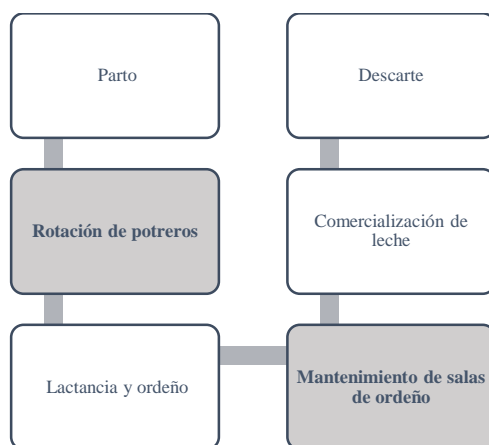 Parto
Rotación de potreros
Lactancia y ordeño
Mantenimiento de salas
de ordeño
Comercialización de
leche
Descarte